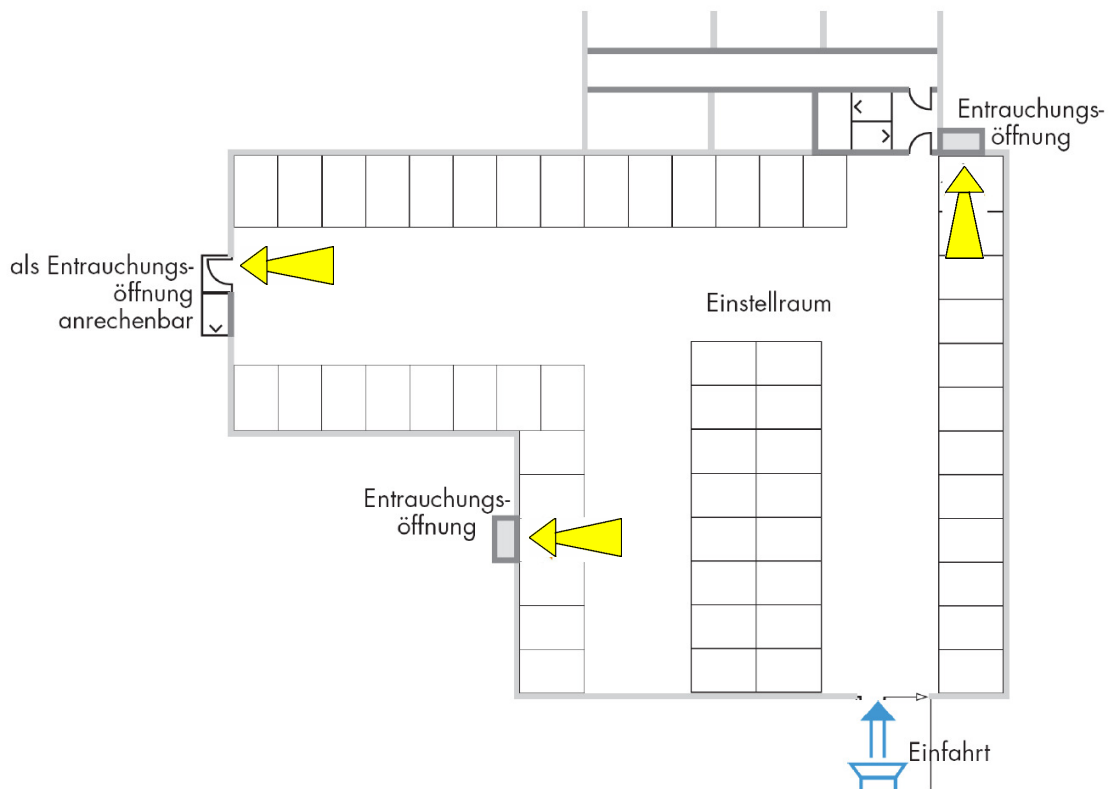 Entrauchungs-
öffnung
als Entrauchungs-
öffnung
anrechenbar
Einstellraum
Entrauchungs-
öffnung
Einfahrt